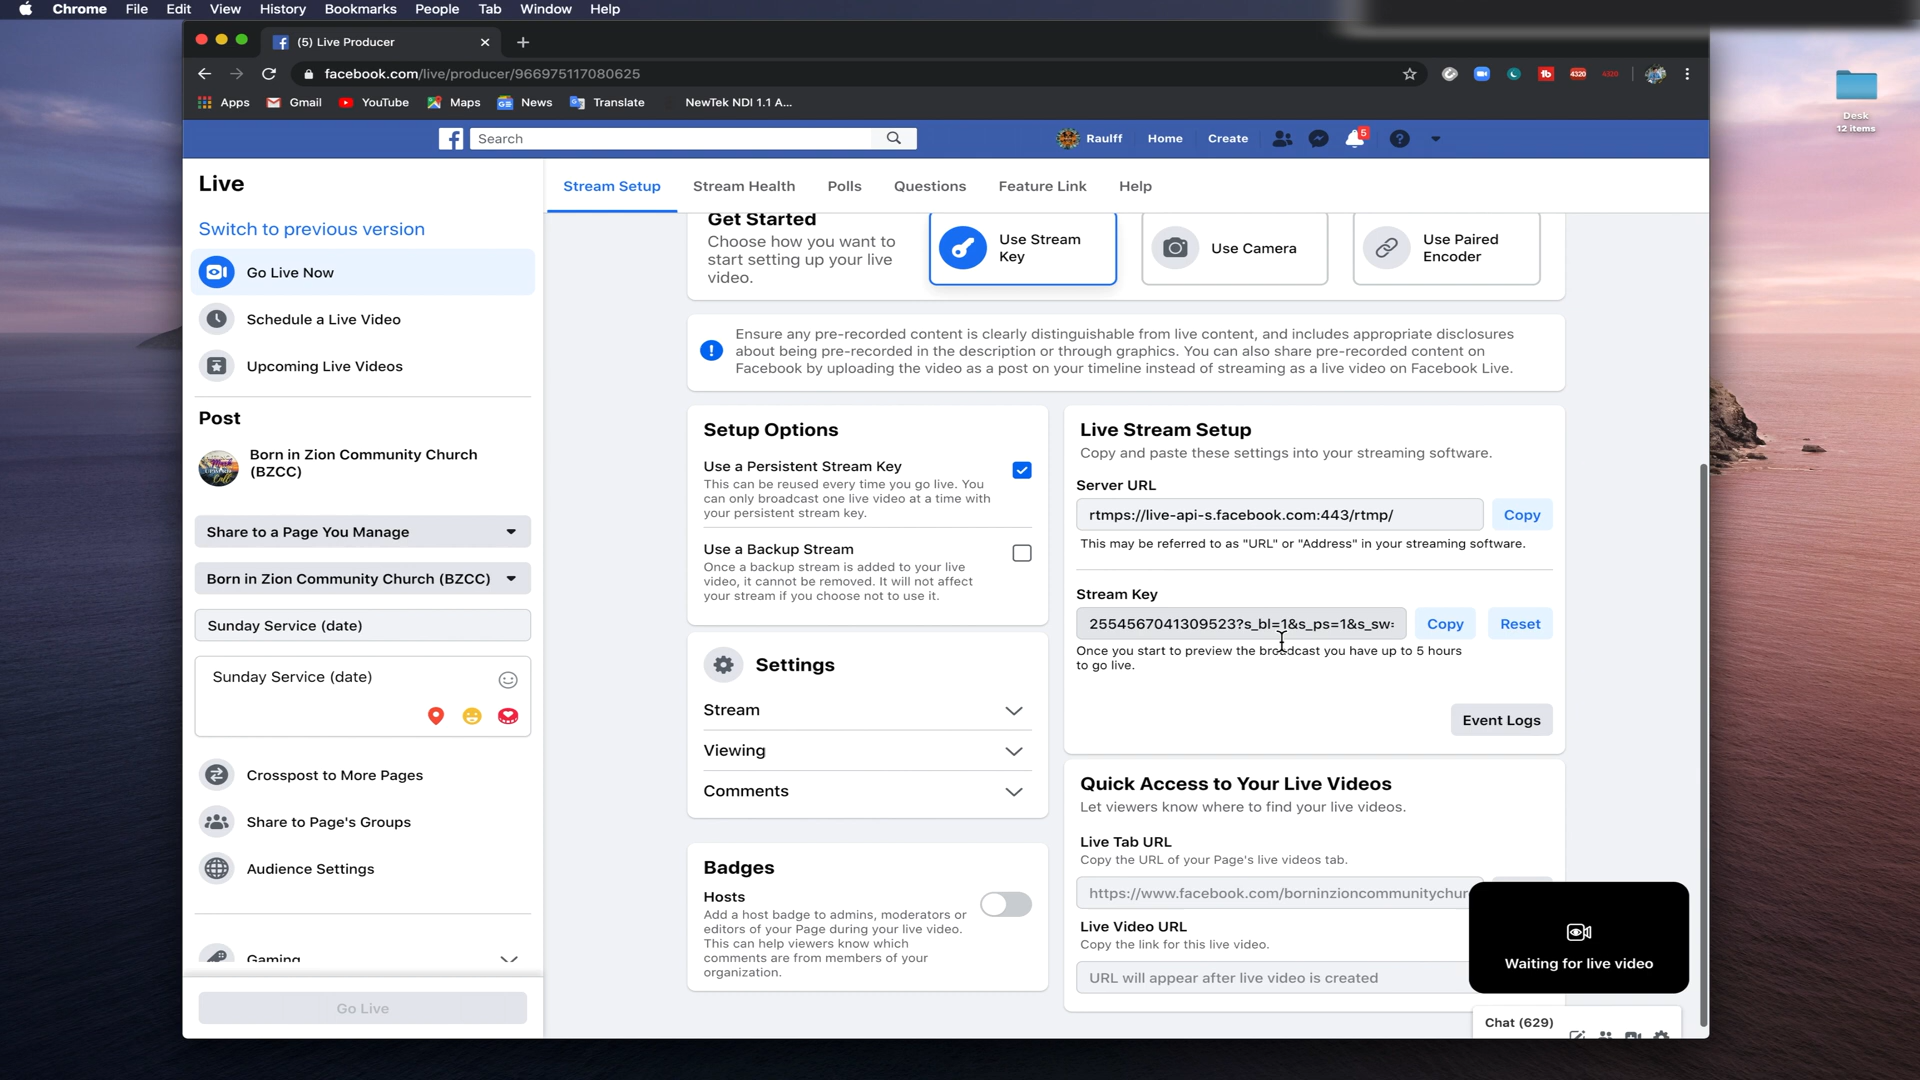 Chrome File Edit View History Bookmarks People Tab Window Help
(5) Live Producer
facebook.com/live/producer/966975117080625
tb 4320 4320
Apps Gmail YouTube Maps News Translate NewTek NDI 1.1 A...
Desk
12 items
Search
Raulff Home Create 5
Live
Switch to previous version
Go Live Now
Schedule a Live Video
Upcoming Live Videos
Post
Born in Zion Community Church
(BZCC)
Share to a Page You Manage
Born in Zion Community Church (BZCC)
Sunday Service (date)
Sunday Service (date)
Crosspost to More Pages
Share to Page's Groups
Audience Settings
Gaming
Go Live
Stream Setup Stream Health Polls Questions Feature Link Help
Get Started
Choose how you want to
start setting up your live
video.
Use Stream
Key
Use Camera
Use Paired
Encoder
Ensure any pre-recorded content is clearly distinguishable from live content, and includes appropriate disclosures
about being pre-recorded in the description or through graphics. You can also share pre-recorded content on
Facebook by uploading the video as a post on your timeline instead of streaming as a live video on Facebook Live.
Setup Options
Use a Persistent Stream Key
This can be reused every time you go live. You
can only broadcast one live video at a time with
your persistent stream key.
Use a Backup Stream
Once a backup stream is added to your live
video, it cannot be removed. It will not affect
your stream if you choose not to use it.
Settings
Stream
Viewing
Comments
Badges
Hosts
Add a host badge to admins, moderators or
editors of your Page during your live video.
This can help viewers know which
comments are from members of your
organization.
Live Stream Setup
Copy and paste these settings into your streaming software.
Server URL
rtmps://live-api-s.facebook.com:443/rtmp/ Copy
This may be referred to as "URL" or "Address" in your streaming software.
Stream Key
2554567041309523?s_bl=1&s_ps=1&s_sw= Copy Reset
Once you start to preview the broadcast you have up to 5 hours
to go live.
Event Logs
Quick Access to Your Live Videos
Let viewers know where to find your live videos.
Live Tab URL
Copy the URL of your Page's live videos tab.
https://www.facebook.com/borninzioncommunitychur
Live Video URL
Copy the link for this live video.
URL will appear after live video is created
Waiting for live video
Chat (629)